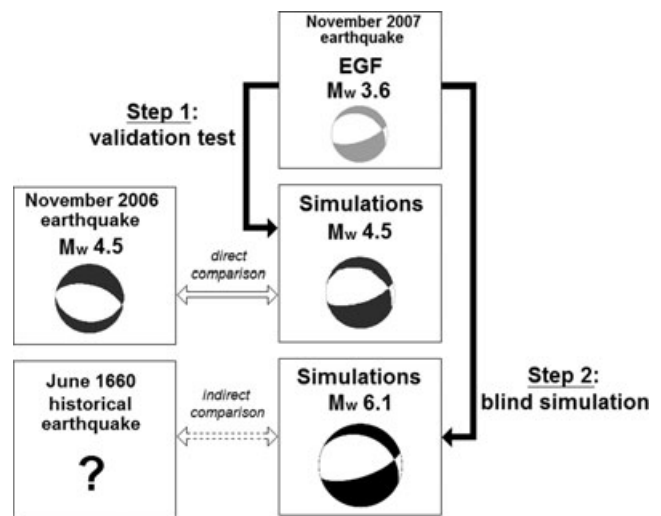 November 2007
earthquake
EGF
Mw 3.6
Step 1:
validation test
November 2006
earthquake
Mw 4.5
direct
comparison
Simulations
Mw 4.5
June 1660
historical
earthquake
?
indirect
comparison
Simulations
Mw 6.1
Step 2:
blind simulation